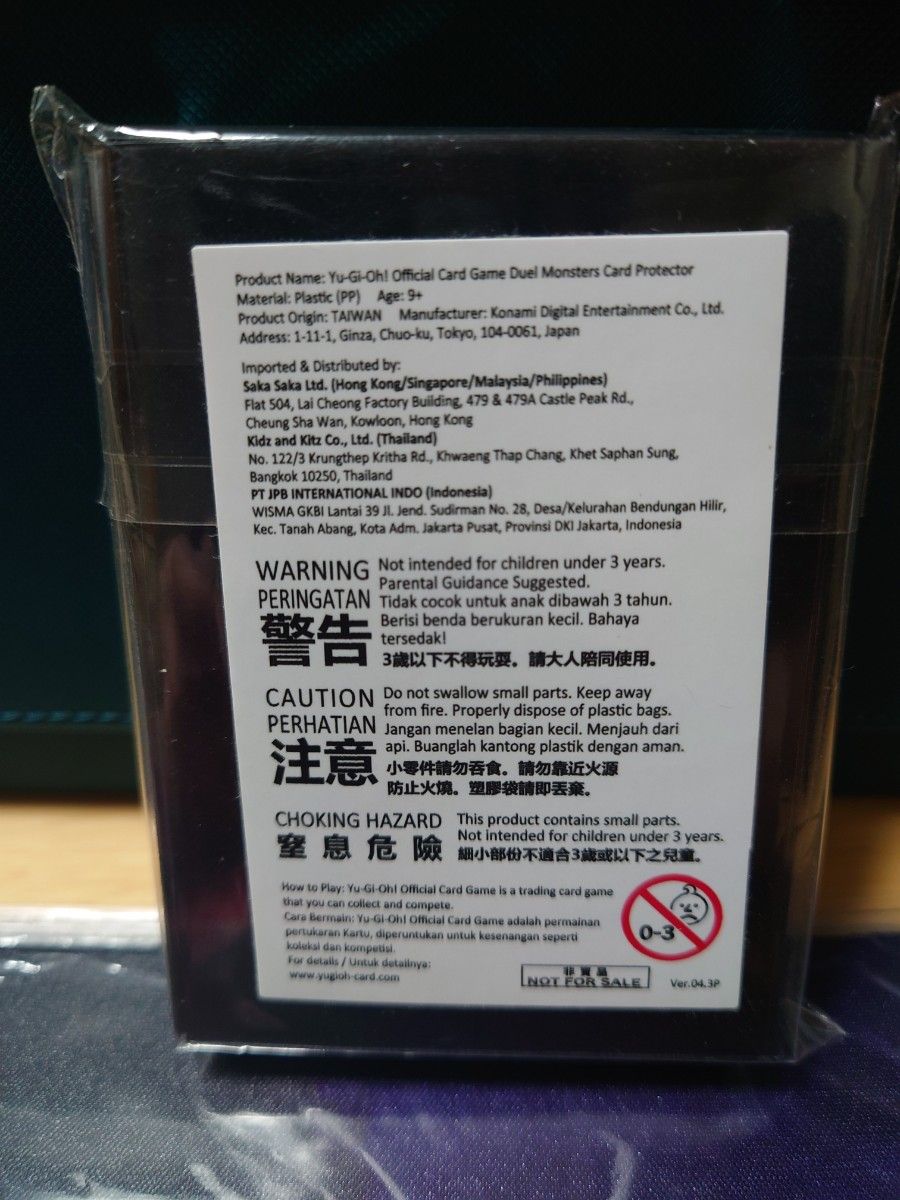 Product Name: Yu-Gi-Oh! Official Card Game Duel Monsters Card Protector
Material: Plastic (PP) Age: 9+
Product Origin: TAIWAN Manufacturer: Konami Digital Entertainment Co., Ltd.
Address: 1-11-1, Ginza, Chuo-ku, Tokyo, 104-0061, Japan
Imported & Distributed by:
Saka Saka Ltd. (Hong Kong/Singapore/Malaysia/Philippines)
Flat 504, Lai Cheong Factory Building, 479 & 479A Castle Peak Rd.,
Cheung Sha Wan, Kowloon, Hong Kong
Kidz and Kitz Co., Ltd. (Thailand)
No. 122/3 Krungthep Kritha Rd., Khwaeng Thap Chang, Khet Saphan Sung,
Bangkok 10250, Thailand
PT JPB INTERNATIONAL INDO (Indonesia)
WISMA GKBI Lantai 39 Jl. Jend. Sudirman No. 28, Desa/Kelurahan Bendungan Hilir,
Kec. Tanah Abang, Kota Adm. Jakarta Pusat, Provinsi DKI Jakarta, Indonesia
WARNING
PERINGATAN
警告
Not intended for children under 3 years.
Parental Guidance Suggested.
Tidak cocok untuk anak dibawah 3 tahun.
Berisi benda berukuran kecil. Bahaya
tersedak!
3歲以下不得玩耍。請大人陪同使用。
CAUTION
PERHATIAN
注意
Do not swallow small parts. Keep away
from fire. Properly dispose of plastic bags.
Jangan menelan bagian kecil. Menjauh dari
api. Buanglah kantong plastik dengan aman.
小零件請勿吞食。請勿靠近火源
防止火燒。塑膠袋請即丟棄。
CHOKING HAZARD
窒息危險
This product contains small parts.
Not intended for children under 3 years.
細小部份不適合3歲或以下之兒童。
How to Play: Yu-Gi-Oh! Official Card Game is a trading card game
that you can collect and compete.
Cara Bermain: Yu-Gi-Oh! Official Card Game adalah permainan
pertukaran Kartu, diperuntukan untuk kesenangan seperti
koleksi dan kompetisi.
For details / Untuk detailnya:
www.yugioh-card.com
0-3
非賣品
NOT FOR SALE
Ver.04.3P